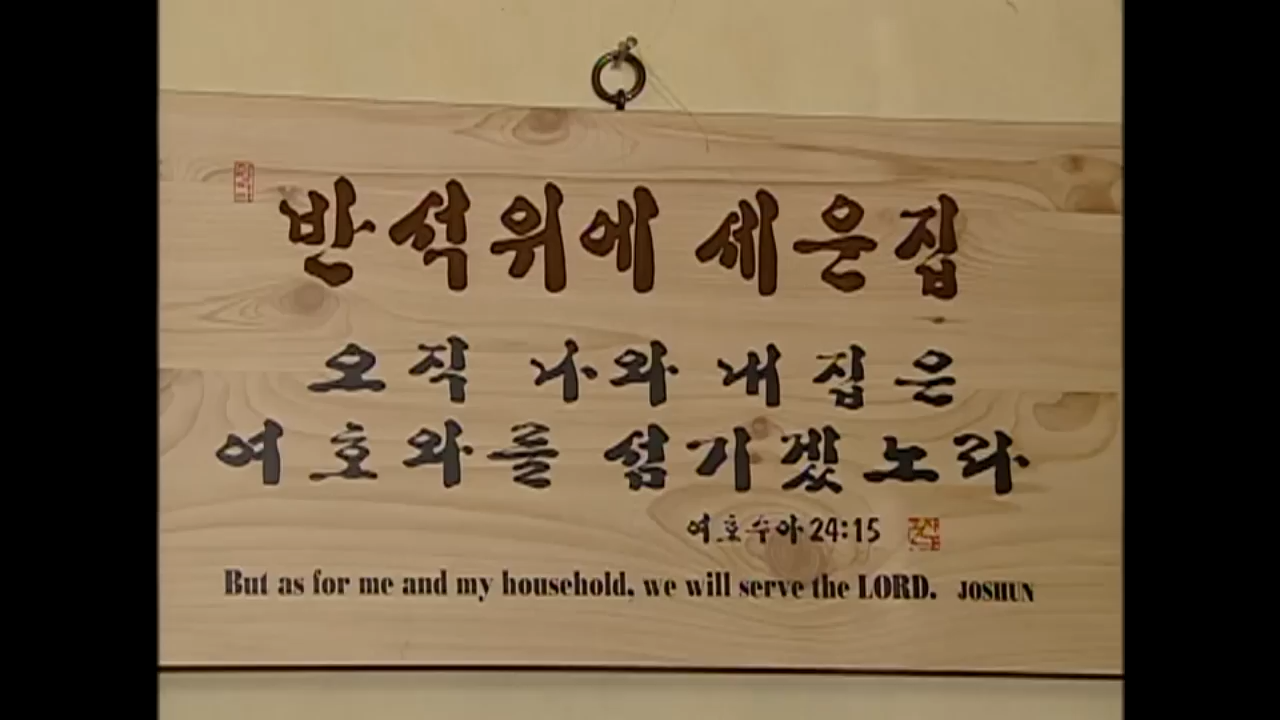 반석위에 세운집
오직 나와 내 집은
여호와를 섬기겠노라
여호수아 24:15
But as for me and my household, we will serve the LORD. JOSHUN